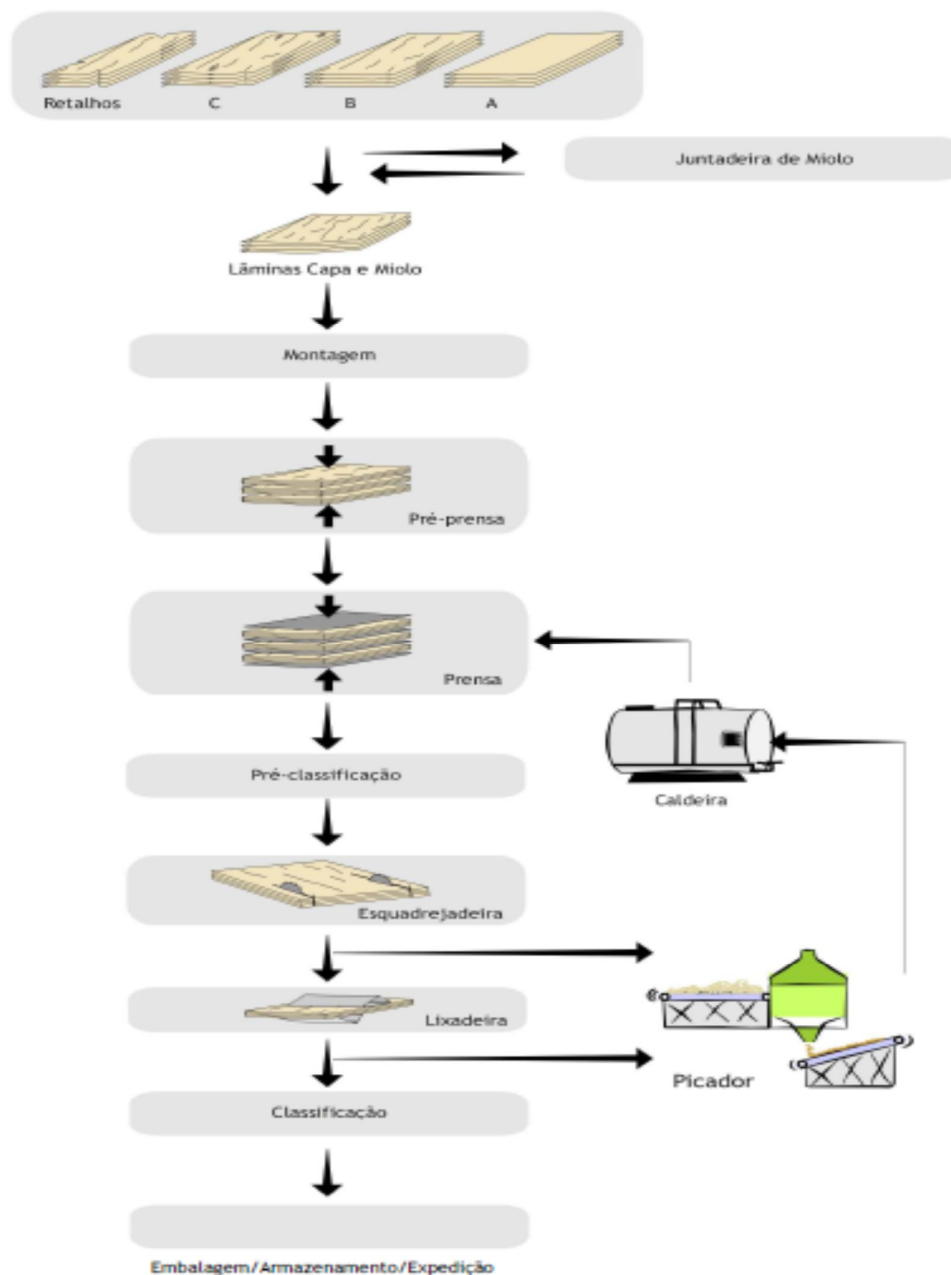 Retalhos
C
B
A
Juntadeira de Miolo
Lâminas Capa e Miolo
Montagem
Pré-prensa
Prensa
Pré-classificação
Caldeira
Esquadrejadeira
Lixadeira
Picador
Classificação
Embalagem/Armazenamento/Expedição